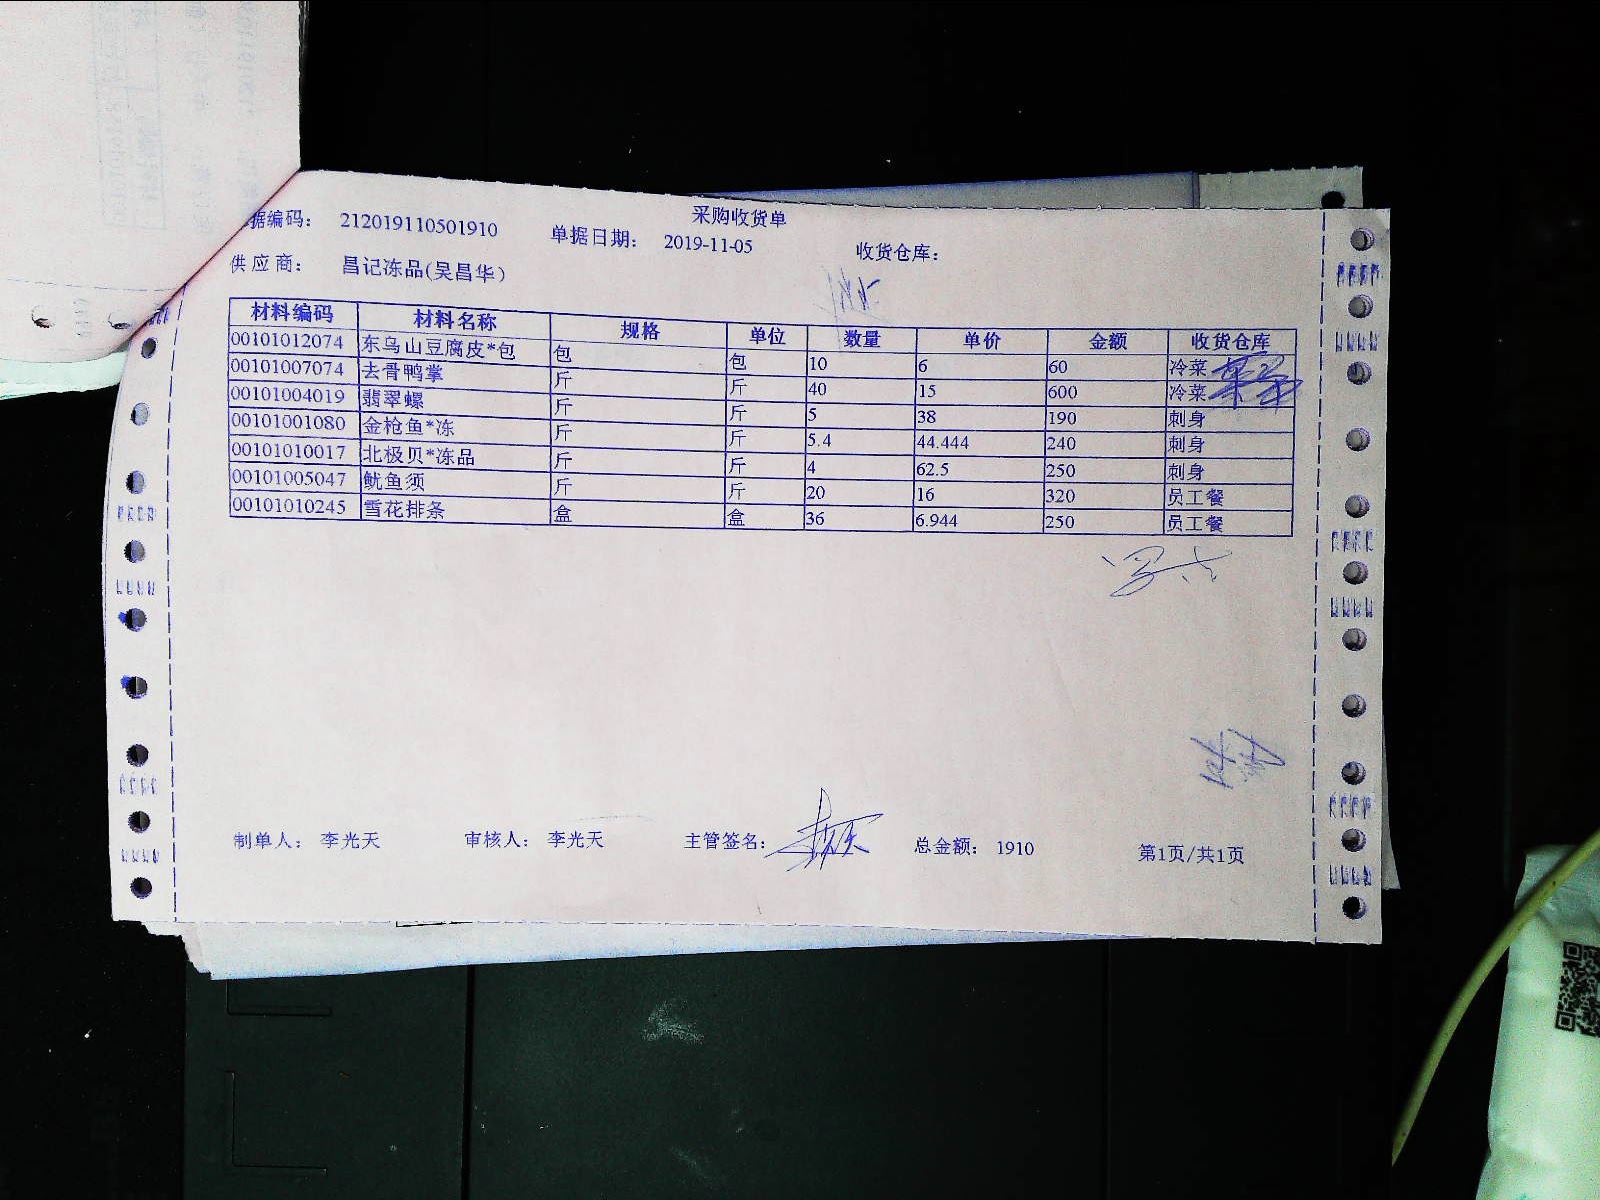 采购收货单
据编码： 212019110501910 单据日期： 2019-11-05 收货仓库：
供应商： 昌记冻品(吴昌华)
材料编码 材料名称 规格 单位 数量 单价 金额 收货仓库
00101012074 东乌山豆腐皮*包 包 包 10 6 60 冷菜
00101007074 去骨鸭掌 斤 斤 40 15 600 冷菜
00101004019 翡翠螺 斤 斤 5 38 190 刺身
00101001080 金枪鱼*冻 斤 斤 5.4 44.444 240 刺身
00101010017 北极贝*冻品 斤 斤 4 62.5 250 刺身
00101005047 鱿鱼须 斤 斤 20 16 320 员工餐
00101010245 雪花排条 盒 盒 36 6.944 250 员工餐
制单人： 李光天 审核人： 李光天 主管签名： 总金额： 1910 第1页/共1页